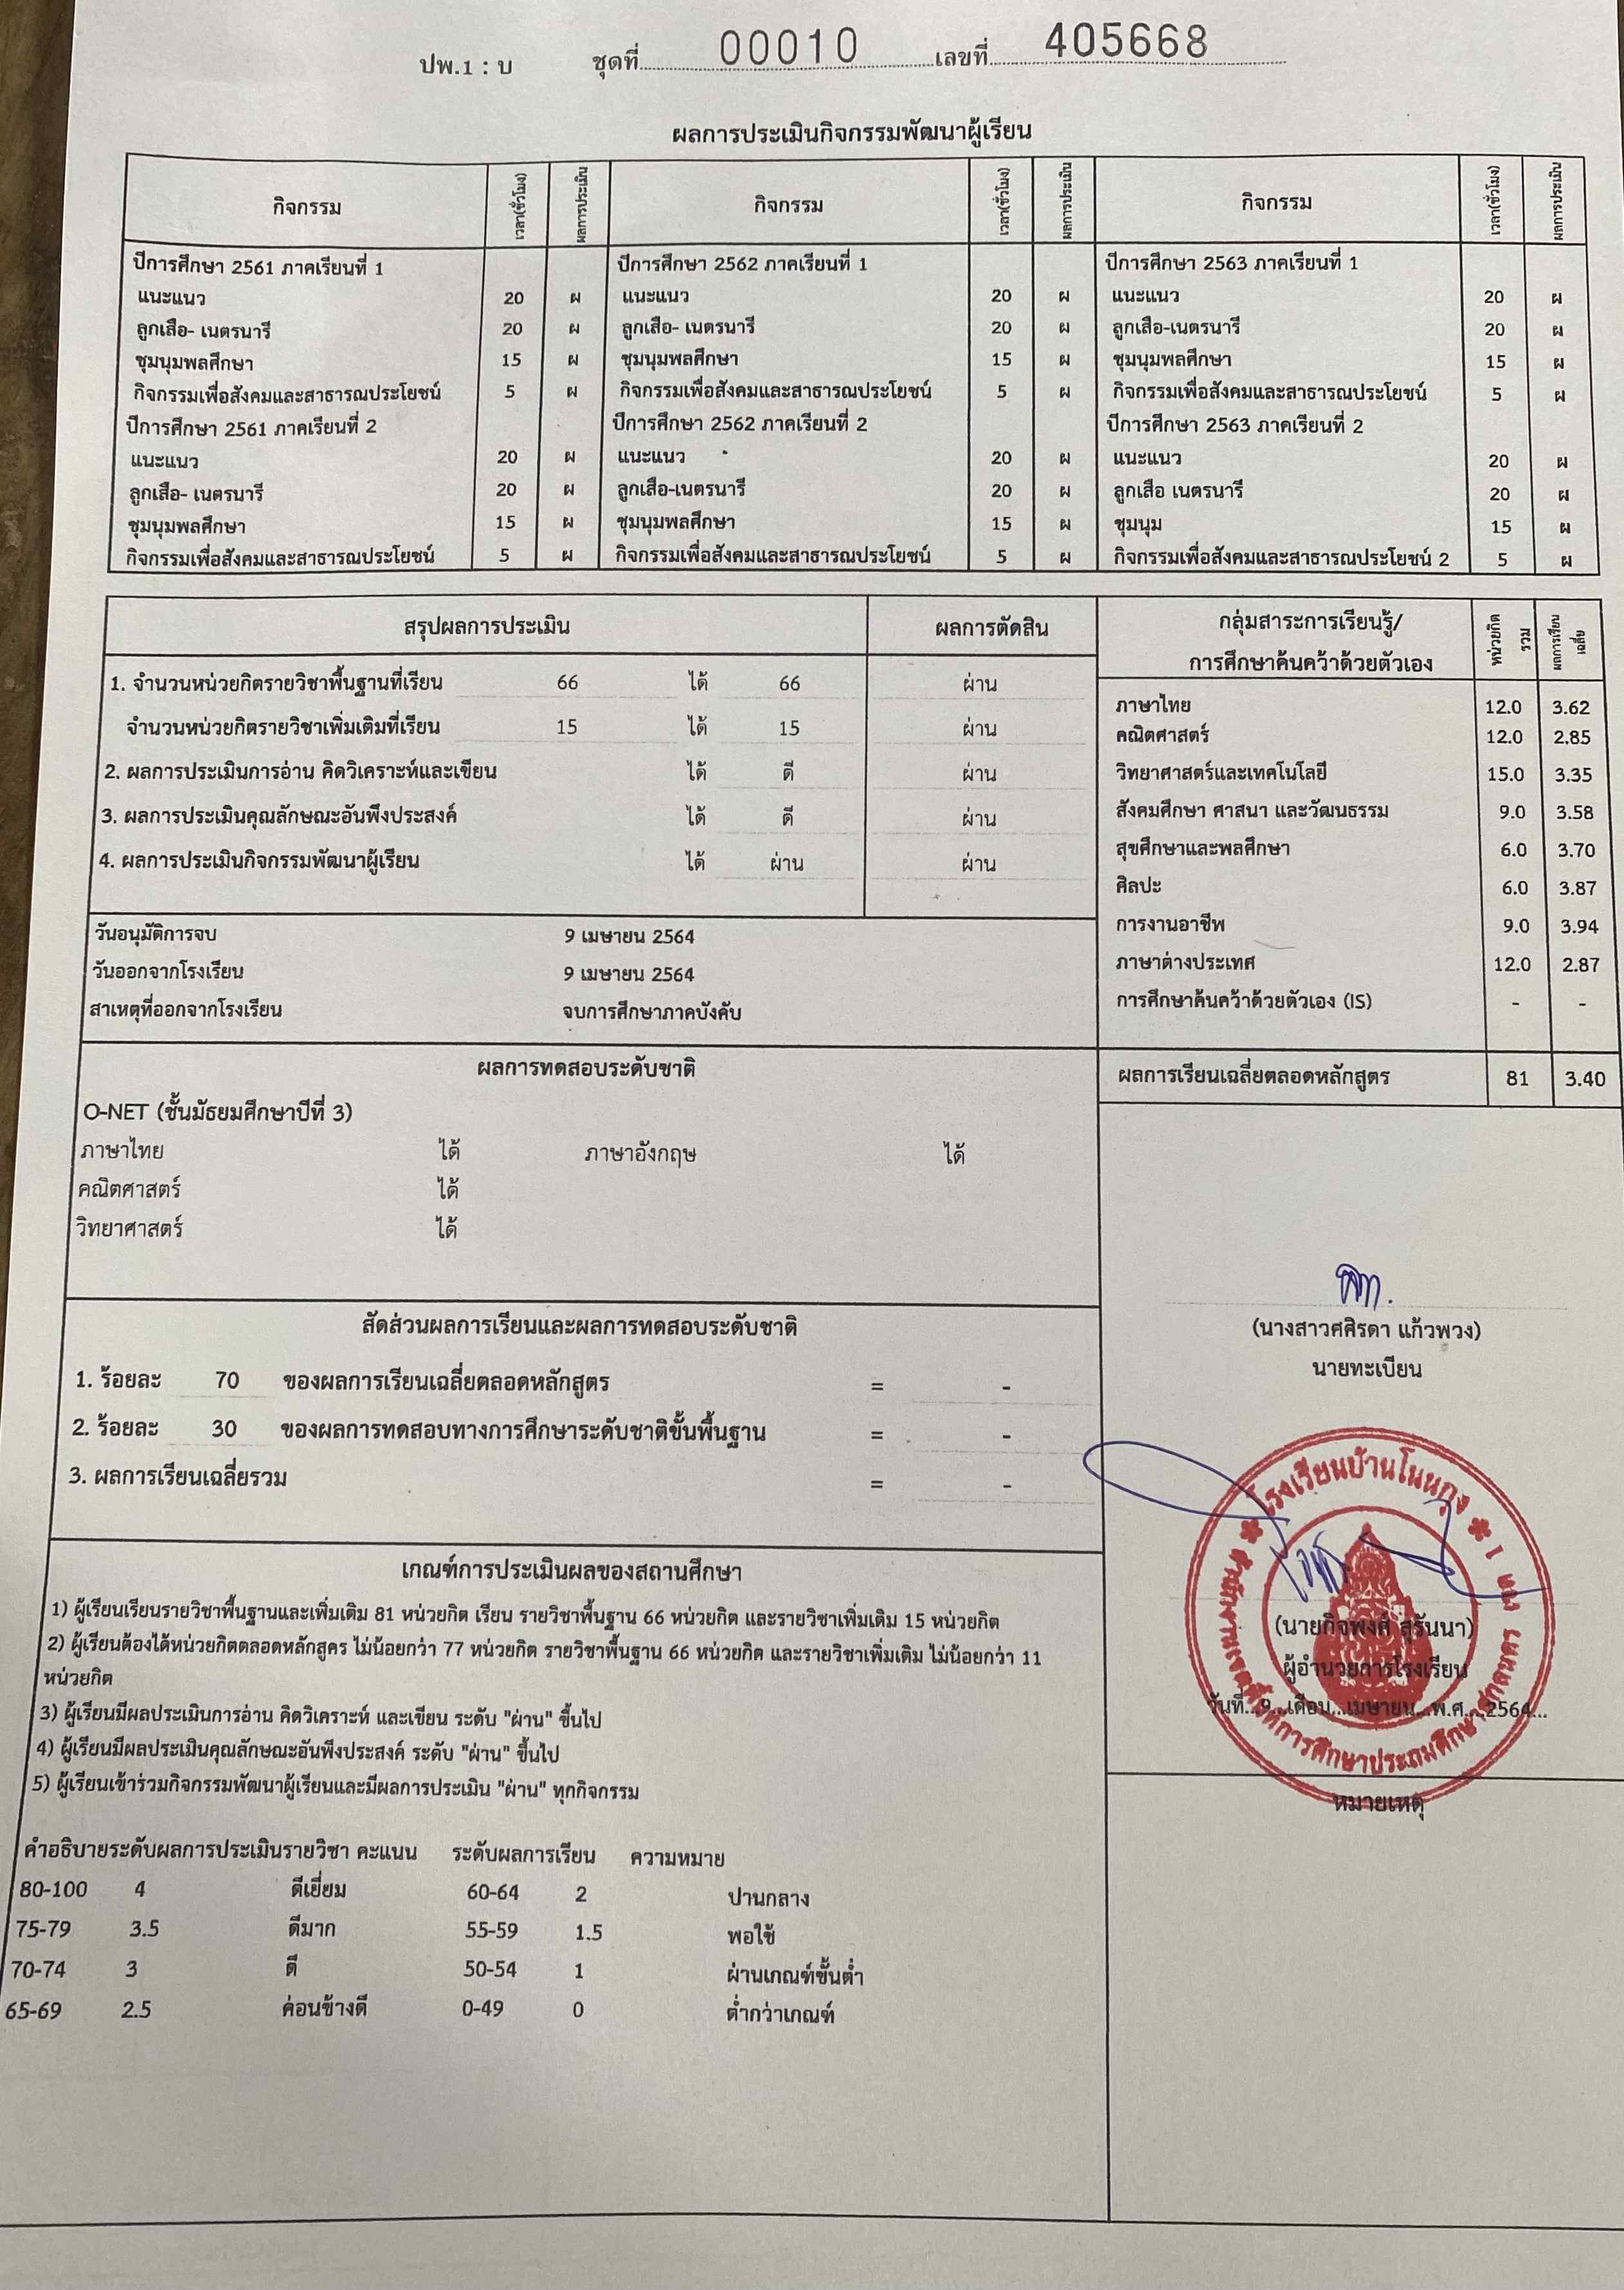 ปพ.1 : บ ชุดที่ 00010 เลขที่ 405668
ผลการประเมินกิจกรรมพัฒนาผู้เรียน
กิจกรรม เวลา(ชั่วโมง) ผลการประเมิน กิจกรรม เวลา(ชั่วโมง) ผลการประเมิน กิจกรรม เวลา(ชั่วโมง) ผลการประเมิน
ปีการศึกษา 2561 ภาคเรียนที่ 1 ปีการศึกษา 2562 ภาคเรียนที่ 1 ปีการศึกษา 2563 ภาคเรียนที่ 1
แนะแนว 20 ผ แนะแนว 20 ผ แนะแนว 20 ผ
ลูกเสือ- เนตรนารี 20 ผ ลูกเสือ- เนตรนารี 20 ผ ลูกเสือ-เนตรนารี 20 ผ
ชุมนุมพลศึกษา 15 ผ ชุมนุมพลศึกษา 15 ผ ชุมนุมพลศึกษา 15 ผ
กิจกรรมเพื่อสังคมและสาธารณประโยชน์ 5 ผ กิจกรรมเพื่อสังคมและสาธารณประโยชน์ 5 ผ กิจกรรมเพื่อสังคมและสาธารณประโยชน์ 5 ผ
ปีการศึกษา 2561 ภาคเรียนที่ 2 ปีการศึกษา 2562 ภาคเรียนที่ 2 ปีการศึกษา 2563 ภาคเรียนที่ 2
แนะแนว 20 ผ แนะแนว 20 ผ แนะแนว 20 ผ
ลูกเสือ- เนตรนารี 20 ผ ลูกเสือ-เนตรนารี 20 ผ ลูกเสือ เนตรนารี 20 ผ
ชุมนุมพลศึกษา 15 ผ ชุมนุมพลศึกษา 15 ผ ชุมนุม 15 ผ
กิจกรรมเพื่อสังคมและสาธารณประโยชน์ 5 ผ กิจกรรมเพื่อสังคมและสาธารณประโยชน์ 5 ผ กิจกรรมเพื่อสังคมและสาธารณประโยชน์ 2 5 ผ
สรุปผลการประเมิน ผลการตัดสิน
1. จำนวนหน่วยกิตรายวิชาพื้นฐานที่เรียน 66 ได้ 66 ผ่าน
จำนวนหน่วยกิตรายวิชาเพิ่มเติมที่เรียน 15 ได้ 15 ผ่าน
2. ผลการประเมินการอ่าน คิดวิเคราะห์และเขียน ได้ ดี ผ่าน
3. ผลการประเมินคุณลักษณะอันพึงประสงค์ ได้ ดี ผ่าน
4. ผลการประเมินกิจกรรมพัฒนาผู้เรียน ได้ ผ่าน ผ่าน
วันอนุมัติการจบ 9 เมษายน 2564
วันออกจากโรงเรียน 9 เมษายน 2564
สาเหตุที่ออกจากโรงเรียน จบการศึกษาภาคบังคับ
ผลการทดสอบระดับชาติ
O-NET (ชั้นมัธยมศึกษาปีที่ 3)
ภาษาไทย ได้ ภาษาอังกฤษ ได้
คณิตศาสตร์ ได้
วิทยาศาสตร์ ได้
สัดส่วนผลการเรียนและผลการทดสอบระดับชาติ
1. ร้อยละ 70 ของผลการเรียนเฉลี่ยตลอดหลักสูตร = -
2. ร้อยละ 30 ของผลการทดสอบทางการศึกษาระดับชาติขั้นพื้นฐาน = -
3. ผลการเรียนเฉลี่ยรวม = -
เกณฑ์การประเมินผลของสถานศึกษา
1) ผู้เรียนเรียนรายวิชาพื้นฐานและเพิ่มเติม 81 หน่วยกิต เรียน รายวิชาพื้นฐาน 66 หน่วยกิต และรายวิชาเพิ่มเติม 15 หน่วยกิต
2) ผู้เรียนต้องได้หน่วยกิตตลอดหลักสูคร ไม่น้อยกว่า 77 หน่วยกิต รายวิชาพื้นฐาน 66 หน่วยกิต และรายวิชาเพิ่มเติม ไม่น้อยกว่า 11
หน่วยกิต
3) ผู้เรียนมีผลประเมินการอ่าน คิดวิเคราะห์ และเขียน ระดับ "ผ่าน" ขึ้นไป
4) ผู้เรียนมีผลประเมินคุณลักษณะอันพึงประสงค์ ระดับ "ผ่าน" ขึ้นไป
5) ผู้เรียนเข้าร่วมกิจกรรมพัฒนาผู้เรียนและมีผลการประเมิน "ผ่าน" ทุกกิจกรรม
คำอธิบายระดับผลการประเมินรายวิชา คะแนน ระดับผลการเรียน ความหมาย
80-100 4 ดีเยี่ยม 60-64 2 ปานกลาง
75-79 3.5 ดีมาก 55-59 1.5 พอใช้
70-74 3 ดี 50-54 1 ผ่านเกณฑ์ขั้นต่ำ
65-69 2.5 ค่อนข้างดี 0-49 0 ต่ำกว่าเกณฑ์
กลุ่มสาระการเรียนรู้/
การศึกษาค้นคว้าด้วยตัวเอง หน่วยกิตรวม ผลการเรียนเฉลี่ย
ภาษาไทย 12.0 3.62
คณิตศาสตร์ 12.0 2.85
วิทยาศาสตร์และเทคโนโลยี 15.0 3.35
สังคมศึกษา ศาสนา และวัฒนธรรม 9.0 3.58
สุขศึกษาและพลศึกษา 6.0 3.70
ศิลปะ 6.0 3.87
การงานอาชีพ 9.0 3.94
ภาษาต่างประเทศ 12.0 2.87
การศึกษาค้นคว้าด้วยตัวเอง (IS) - -
ผลการเรียนเฉลี่ยตลอดหลักสูตร 81 3.40
(นางสาวศศิรดา แก้วพวง)
นายทะเบียน
โรงเรียนบ้านโนนกุง
(นายกิจพงศ์ สุรันนา)
ผู้อำนวยการโรงเรียน
วันที่...9...เดือน...เมษายน...พ.ศ....2564...
สำนักงานเขตพื้นที่การศึกษาประถมศึกษาสกลนคร เขต 1
หมายเหตุ